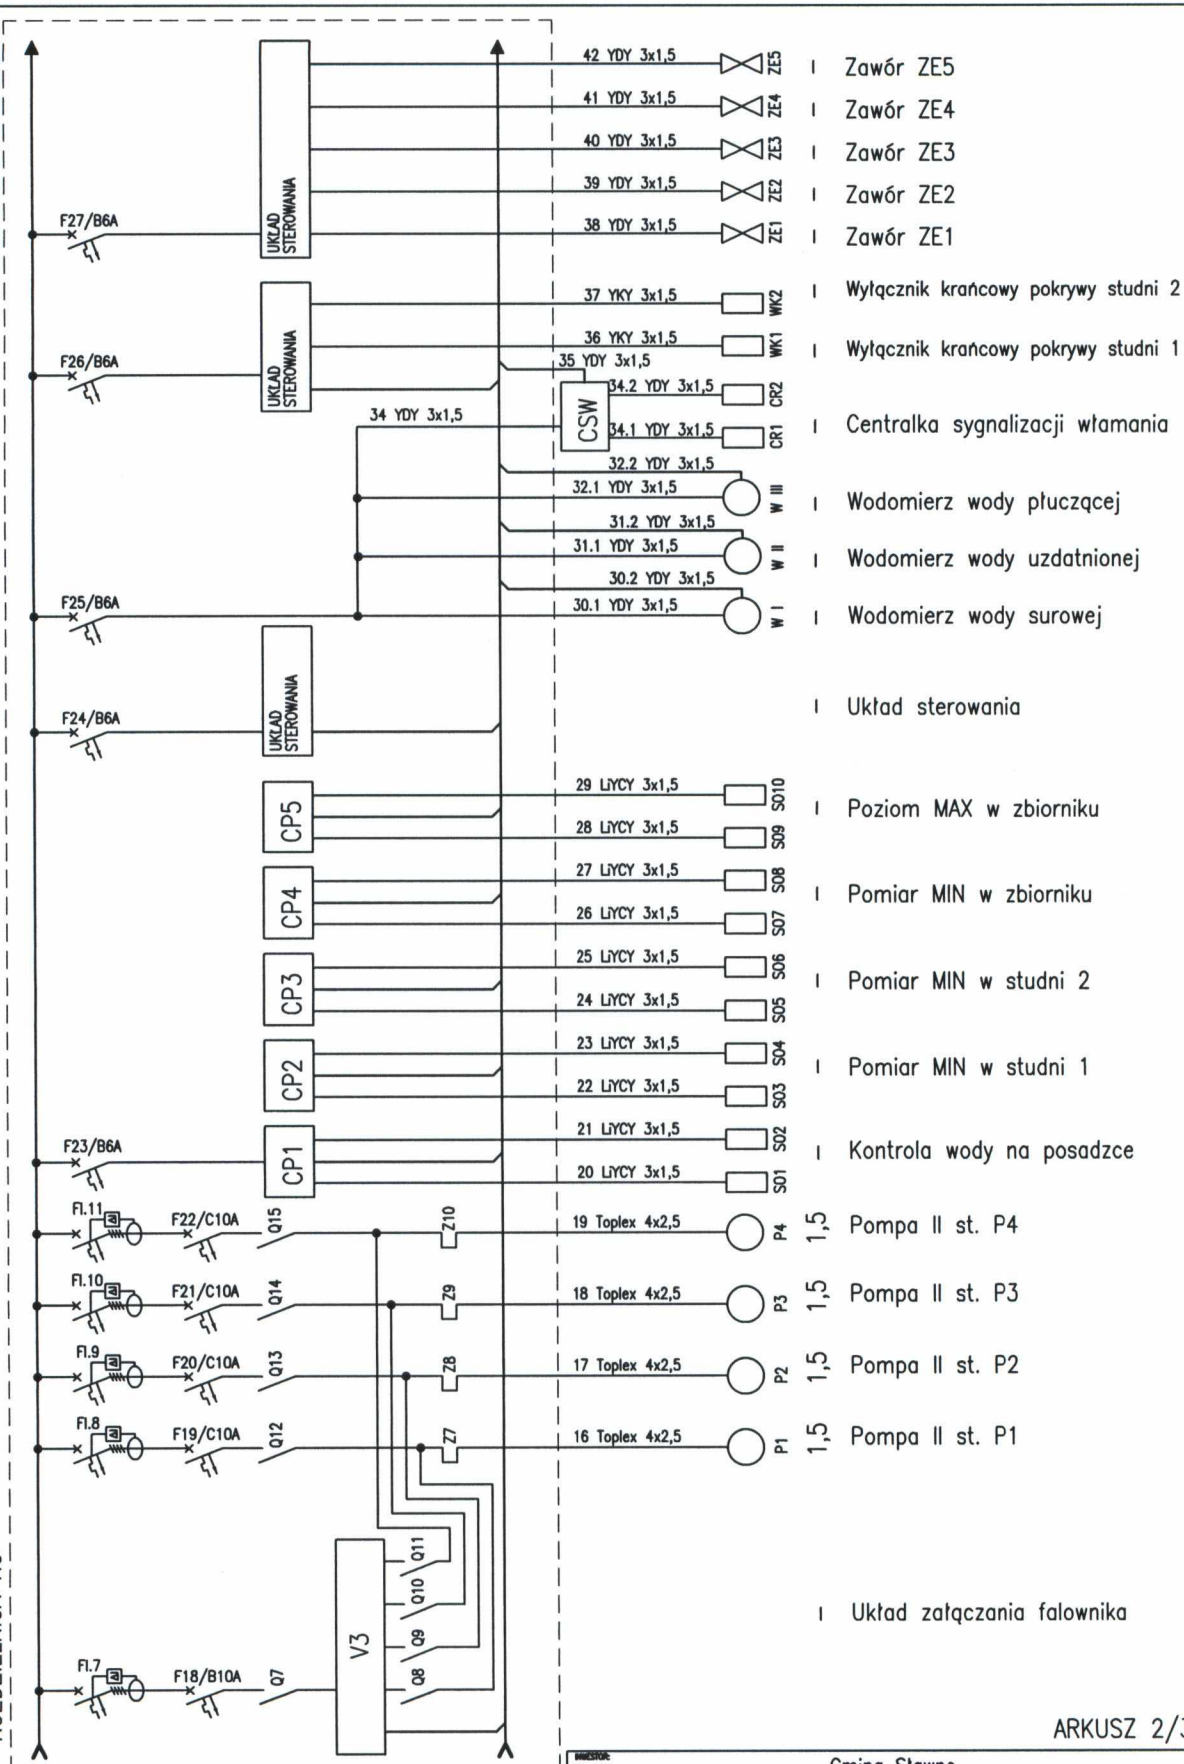 42 YDY 3x1,5 ZE5 I Zawór ZE5
41 YDY 3x1,5 ZE4 I Zawór ZE4
40 YDY 3x1,5 ZE3 I Zawór ZE3
39 YDY 3x1,5 ZE2 I Zawór ZE2
F27/B6A UKŁAD STEROWANIA 38 YDY 3x1,5 ZE1 I Zawór ZE1
37 YKY 3x1,5 WK2 I Wyłącznik krańcowy pokrywy studni 2
36 YKY 3x1,5 WK1 I Wyłącznik krańcowy pokrywy studni 1
F26/B6A UKŁAD STEROWANIA 35 YDY 3x1,5
34.2 YDY 3x1,5 CR2
34 YDY 3x1,5 CSW 34.1 YDY 3x1,5 CR1 I Centralka sygnalizacji włamania
32.2 YDY 3x1,5
32.1 YDY 3x1,5 W III I Wodomierz wody płuczącej
31.2 YDY 3x1,5
31.1 YDY 3x1,5 W II I Wodomierz wody uzdatnionej
30.2 YDY 3x1,5
F25/B6A 30.1 YDY 3x1,5 W I I Wodomierz wody surowej
F24/B6A UKŁAD STEROWANIA I Układ sterowania
CP5 29 LiYCY 3x1,5 SO10 I Poziom MAX w zbiorniku
28 LiYCY 3x1,5 SO9
CP4 27 LiYCY 3x1,5 SO8 I Pomiar MIN w zbiorniku
26 LiYCY 3x1,5 SO7
CP3 25 LiYCY 3x1,5 SO6 I Pomiar MIN w studni 2
24 LiYCY 3x1,5 SO5
CP2 23 LiYCY 3x1,5 SO4 I Pomiar MIN w studni 1
22 LiYCY 3x1,5 SO3
F23/B6A CP1 21 LiYCY 3x1,5 SO2 I Kontrola wody na posadzce
20 LiYCY 3x1,5 SO1
FI.11 F22/C10A Q15 Z10 19 Toplex 4x2,5 P4 1,5 Pompa II st. P4
FI.10 F21/C10A Q14 Z9 18 Toplex 4x2,5 P3 1,5 Pompa II st. P3
FI.9 F20/C10A Q13 Z8 17 Toplex 4x2,5 P2 1,5 Pompa II st. P2
FI.8 F19/C10A Q12 Z7 16 Toplex 4x2,5 P1 1,5 Pompa II st. P1
Q11
Q10
Q9
Q8
I Układ załączania falownika
FI.7 F18/B10A Q7 V3
ARKUSZ 2/3
INWESTOR: